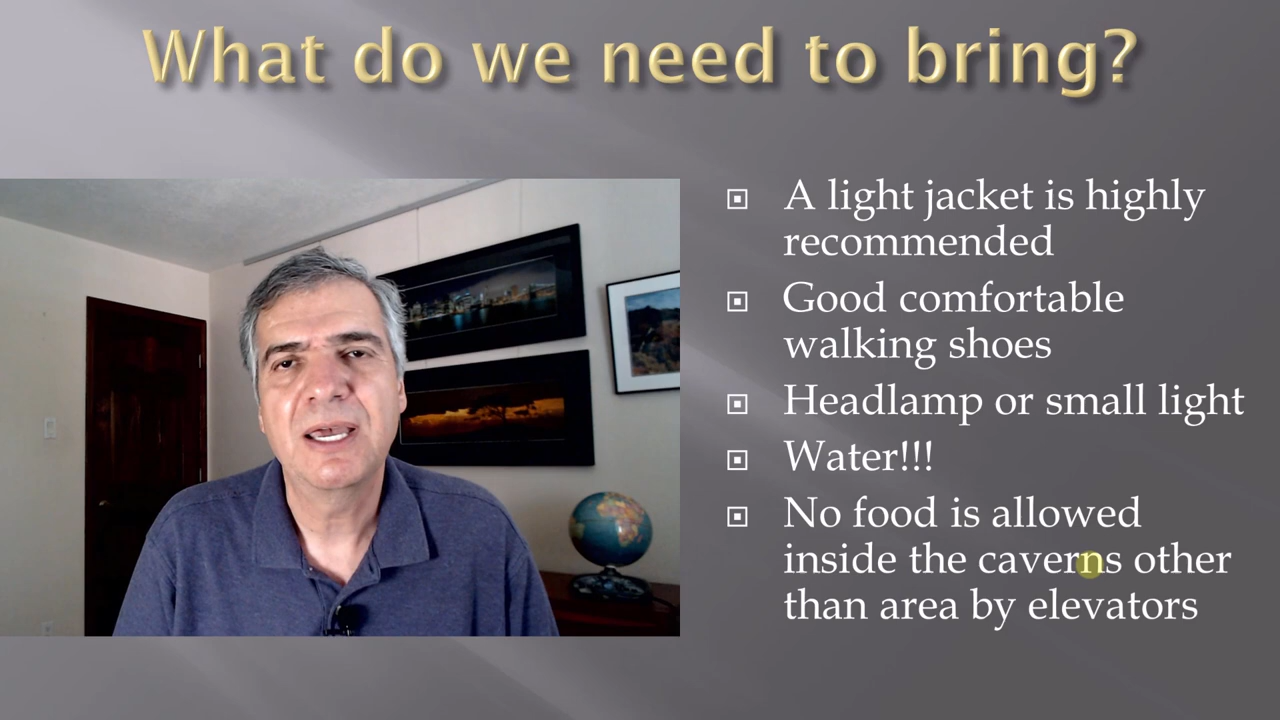 What do we need to bring?
A light jacket is highly
recommended
Good comfortable
walking shoes
Headlamp or small light
Water!!!
No food is allowed
inside the caverns other
than area by elevators